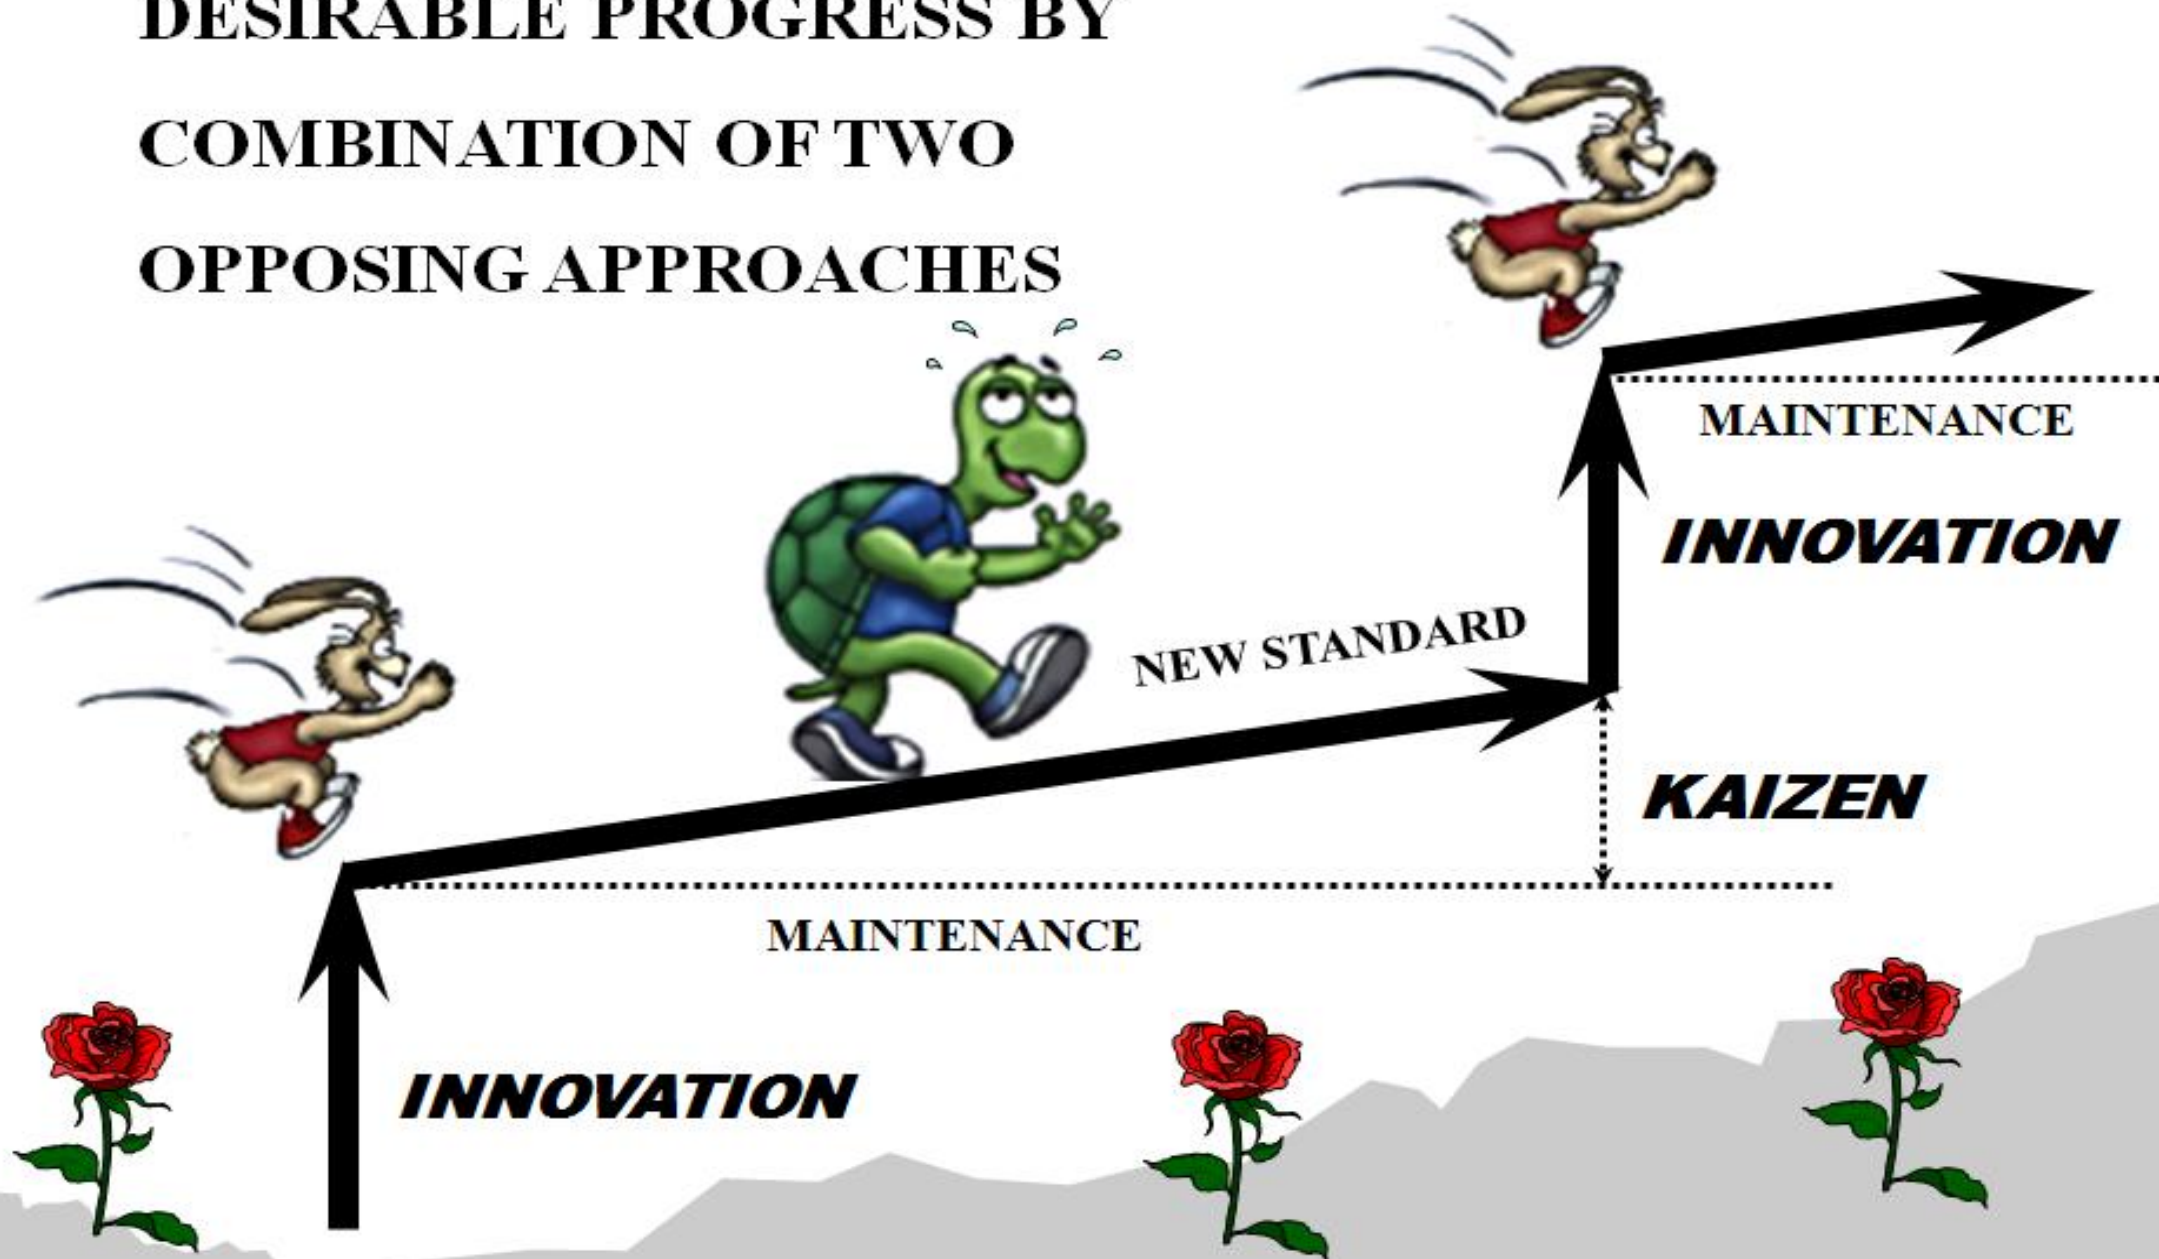 DESIRABLE PROGRESS BY
COMBINATION OF TWO
OPPOSING APPROACHES
MAINTENANCE
INNOVATION
NEW STANDARD
KAIZEN
MAINTENANCE
INNOVATION